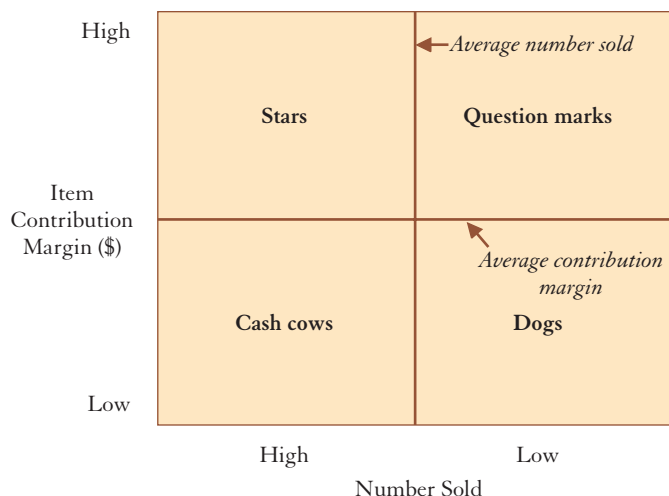 High
Average number sold
Stars
Question marks
Item
Contribution
Margin ($)
Average contribution
margin
Cash cows
Dogs
Low
High
Low
Number Sold